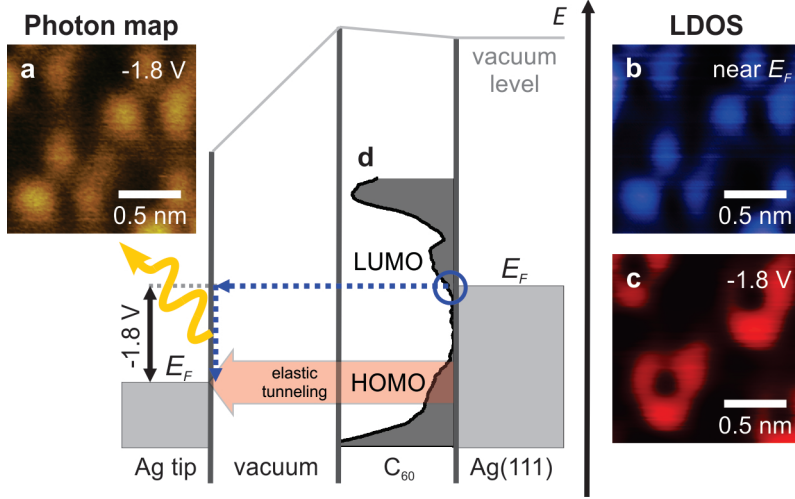 Photon map
E
LDOS
a
-1.8 V
vacuum
level
b
near E_F
0.5 nm
d
0.5 nm
LUMO
E_F
c
-1.8 V
-1.8 V
E_F
elastic
tunneling
HOMO
0.5 nm
Ag tip
vacuum
C₆₀
Ag(111)